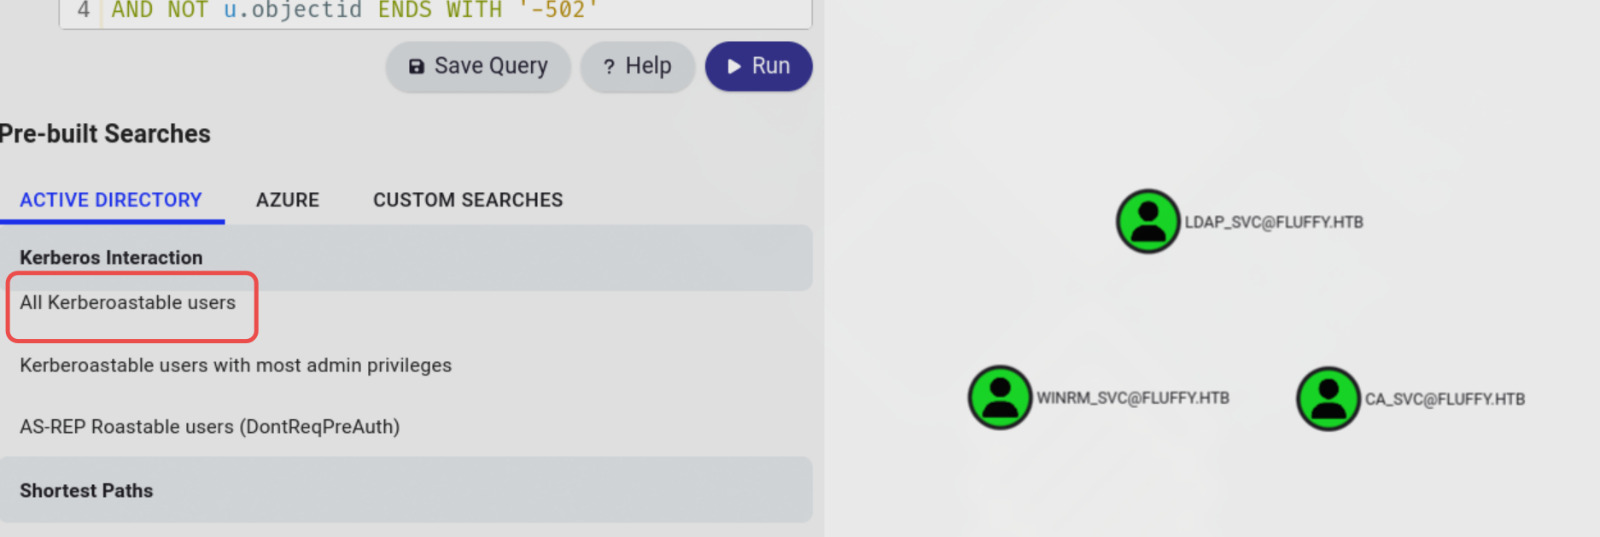 4 AND NOT u.objectid ENDS WITH '-502'
Save Query ? Help Run
Pre-built Searches
ACTIVE DIRECTORY AZURE CUSTOM SEARCHES
Kerberos Interaction
All Kerberoastable users
Kerberoastable users with most admin privileges
AS-REP Roastable users (DontReqPreAuth)
Shortest Paths
LDAP_SVC@FLUFFY.HTB
WINRM_SVC@FLUFFY.HTB
CA_SVC@FLUFFY.HTB